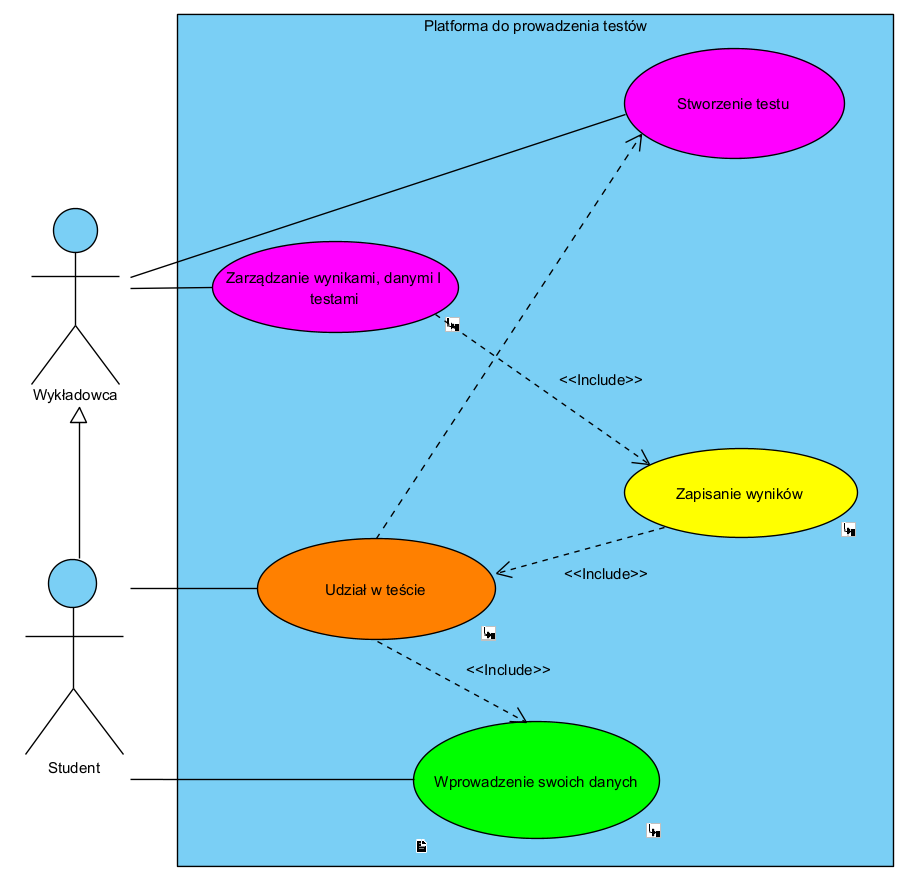 Platforma do prowadzenia testów
Stworzenie testu
Zarządzanie wynikami, danymi I
testami
<<Include>>
Wykładowca
Zapisanie wyników
<<Include>>
Udział w teście
<<Include>>
Student
Wprowadzenie swoich danych